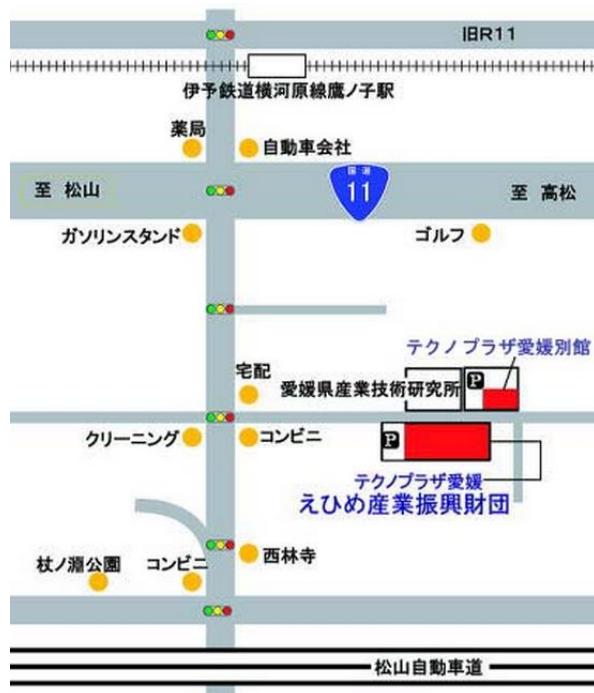 旧R11
伊予鉄道横河原線鷹ノ子駅
薬局
自動車会社
至 松山
国道
11
至 高松
ガソリンスタンド
ゴルフ
テクノプラザ愛媛別館
宅配
愛媛県産業技術研究所
P
クリーニング
コンビニ
P
テクノプラザ愛媛
えひめ産業振興財団
杖ノ淵公園
コンビニ
西林寺
松山自動車道